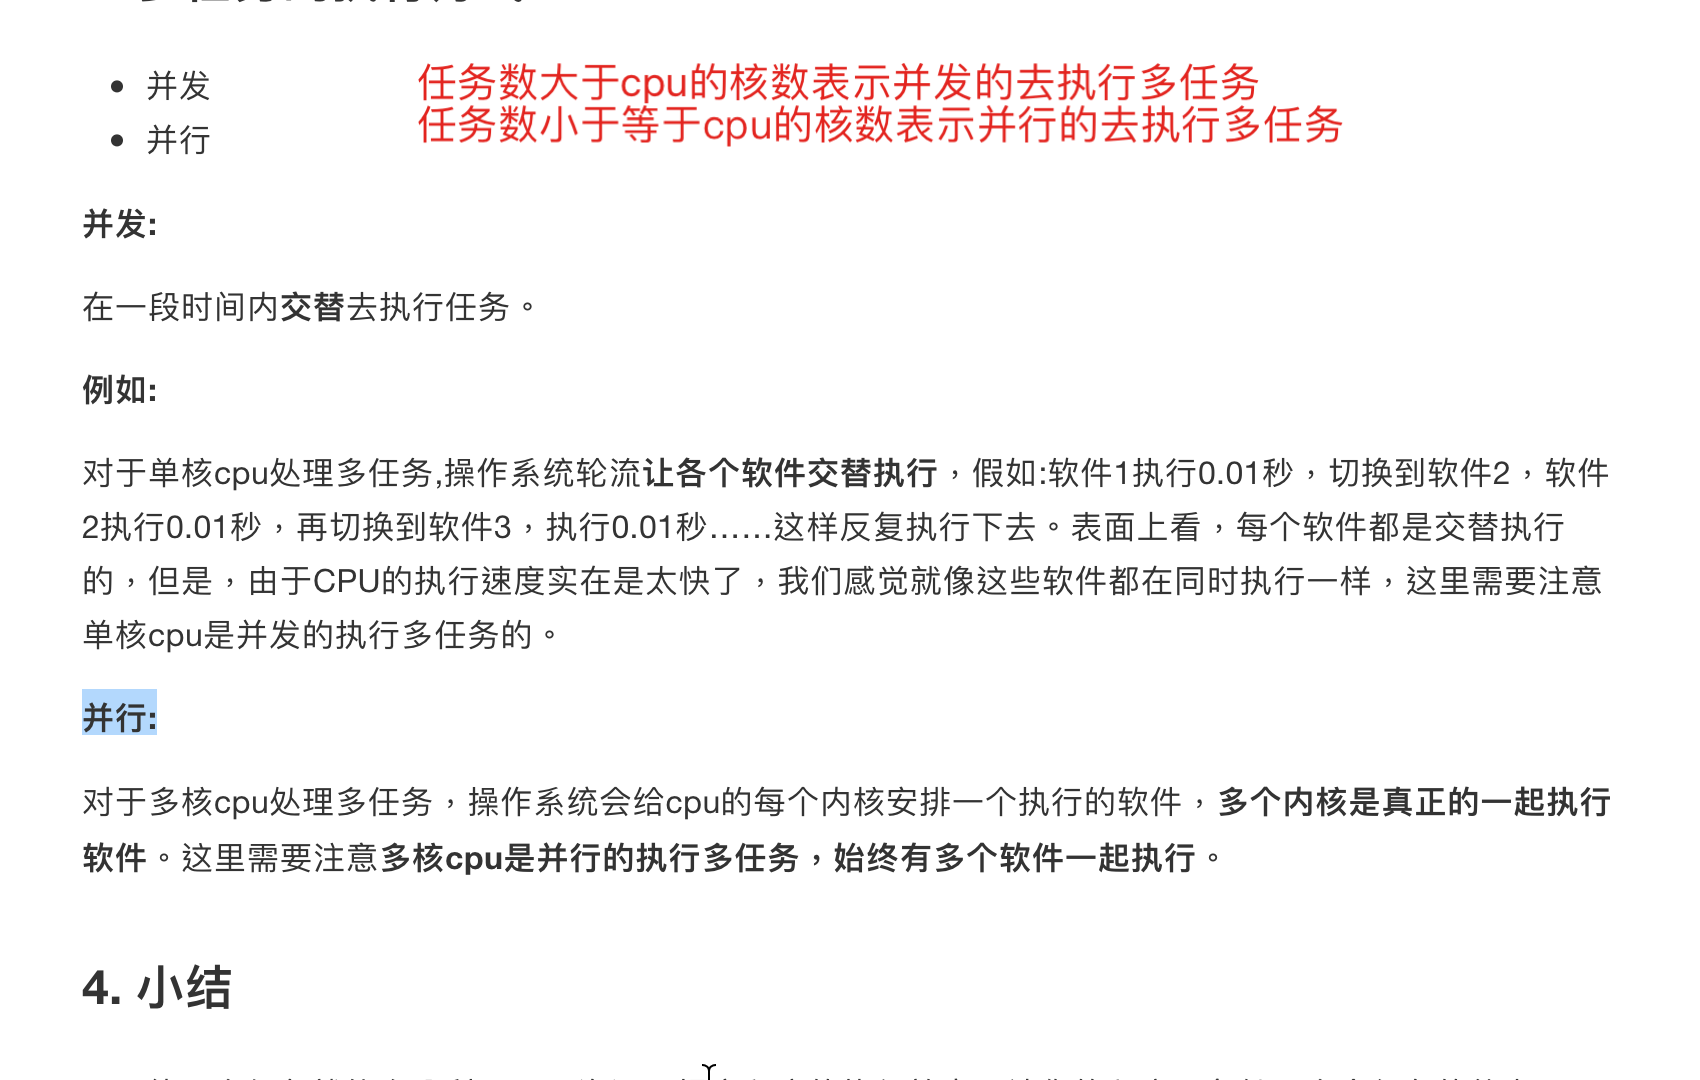 并发
任务数大于cpu的核数表示并发的去执行多任务
并行
任务数小于等于cpu的核数表示并行的去执行多任务
并发:
在一段时间内交替去执行任务。
例如:
对于单核cpu处理多任务,操作系统轮流让各个软件交替执行，假如:软件1执行0.01秒，切换到软件2，软件
2执行0.01秒，再切换到软件3，执行0.01秒……这样反复执行下去。表面上看，每个软件都是交替执行
的，但是，由于CPU的执行速度实在是太快了，我们感觉就像这些软件都在同时执行一样，这里需要注意
单核cpu是并发的执行多任务的。
并行:
对于多核cpu处理多任务，操作系统会给cpu的每个内核安排一个执行的软件，多个内核是真正的一起执行
软件。这里需要注意多核cpu是并行的执行多任务，始终有多个软件一起执行。
4. 小结